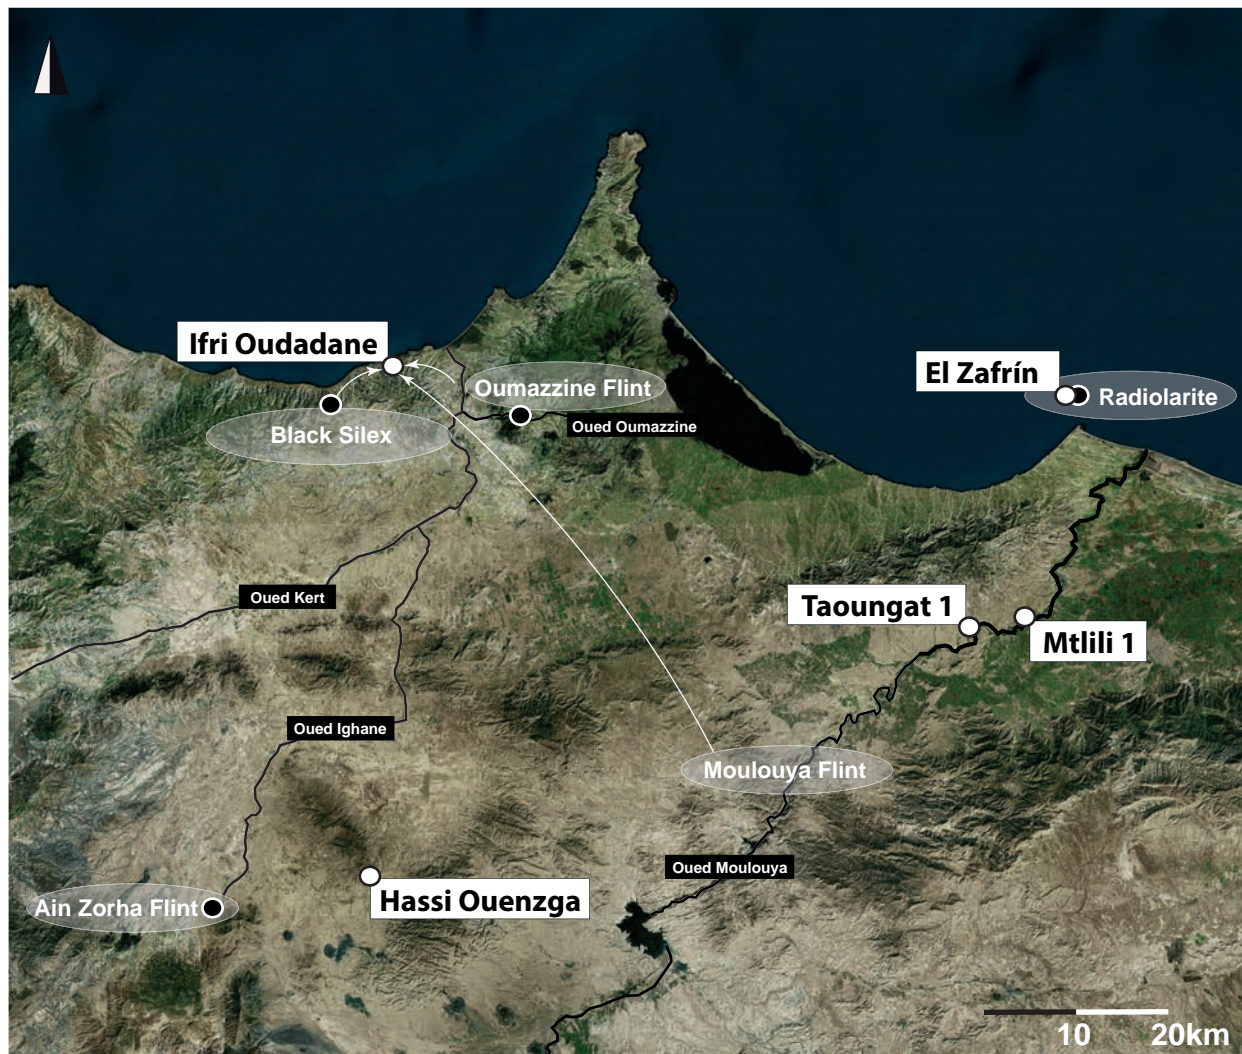 Ifri Oudadane
El Zafrín
Oumazzine Flint
Radiolarite
Oued Oumazzine
Black Silex
Oued Kert
Taoungat 1
Mtlili 1
Oued Ighane
Moulouya Flint
Oued Moulouya
Hassi Ouenzga
Ain Zorha Flint
10 20km